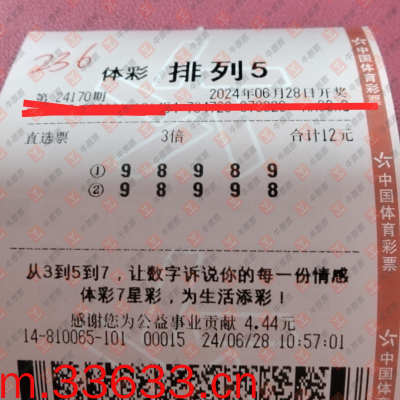 236
体彩 排列5
第 24170期 2024年06月28日开奖
直选票 3倍 合计12元
① 9 8 9 8 9
② 9 8 9 9 8
从3到5到7，让数字诉说你的每一份情感
体彩7星彩，为生活添彩！
感谢您为公益事业贡献 4.44元
14-810065-101 00015 24/06/28 10:57:01
m.33633.cn
中国体育彩票
中国体育彩票